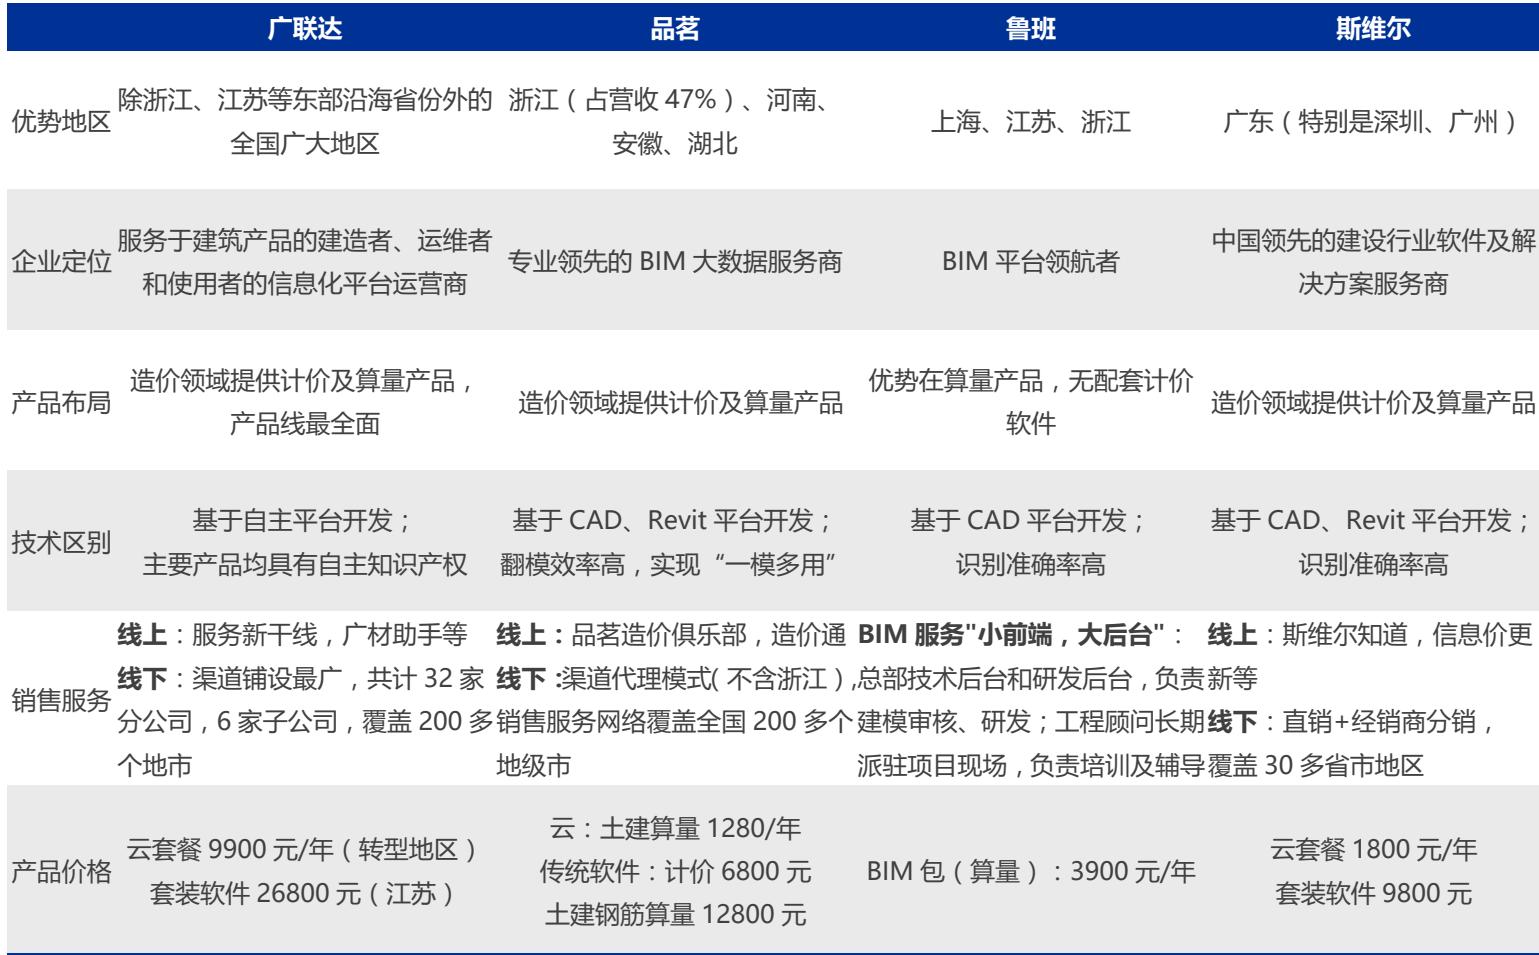 广联达 品茗 鲁班 斯维尔
优势地区
除浙江、江苏等东部沿海省份外的
全国广大地区
浙江（占营收 47%）、河南、
安徽、湖北
上海、江苏、浙江
广东（特别是深圳、广州）
企业定位
服务于建筑产品的建造者、运维者
和使用者的信息化平台运营商
专业领先的 BIM 大数据服务商
BIM 平台领航者
中国领先的建设行业软件及解
决方案服务商
产品布局
造价领域提供计价及算量产品，
产品线最全面
造价领域提供计价及算量产品
优势在算量产品，无配套计价
软件
造价领域提供计价及算量产品
技术区别
基于自主平台开发；
主要产品均具有自主知识产权
基于 CAD、Revit 平台开发；
翻模效率高，实现“一模多用”
基于 CAD 平台开发；
识别准确率高
基于 CAD、Revit 平台开发；
识别准确率高
销售服务
线上：服务新干线，广材助手等
线下：渠道铺设最广，共计 32 家
分公司，6 家子公司，覆盖 200 多
个地市
线上：品茗造价俱乐部，造价通
线下：渠道代理模式（不含浙江），
销售服务网络覆盖全国 200 多个
地级市
BIM 服务"小前端，大后台"：
总部技术后台和研发后台，负责
建模审核、研发；工程顾问长期
派驻项目现场，负责培训及辅导
线上：斯维尔知道，信息价更
新等
线下：直销+经销商分销，
覆盖 30 多省市地区
产品价格
云套餐 9900 元/年（转型地区）
套装软件 26800 元（江苏）
云：土建算量 1280/年
传统软件：计价 6800 元
土建钢筋算量 12800 元
BIM 包（算量）：3900 元/年
云套餐 1800 元/年
套装软件 9800 元